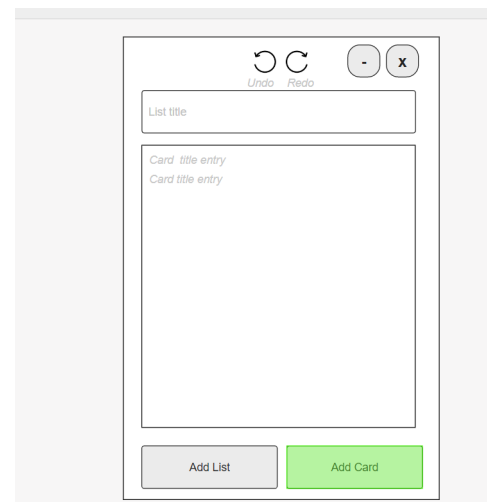 - x
Undo Redo
List title
Card title entry
Card title entry
Add List Add Card